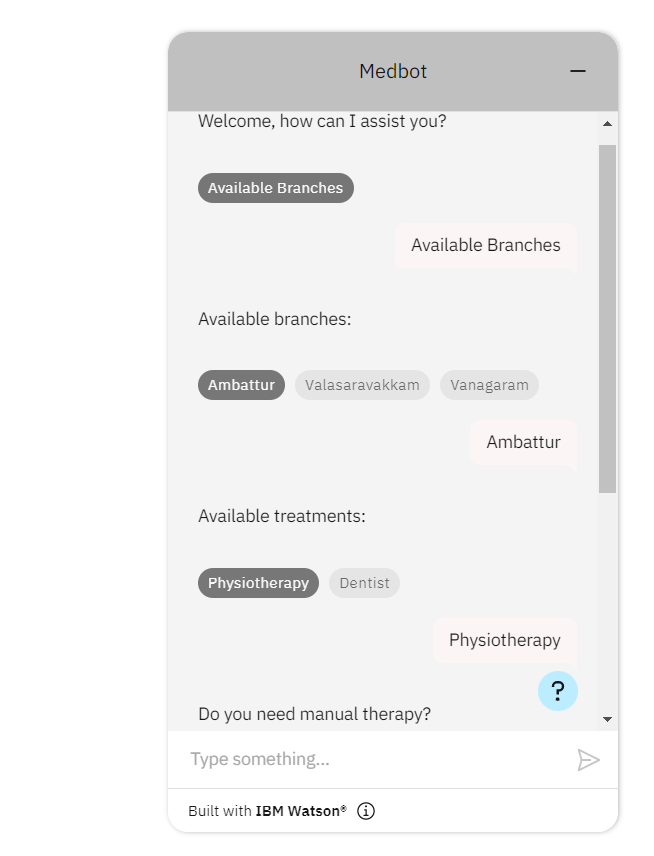 Medbot
Welcome, how can I assist you?
Available Branches
Available Branches
Available branches:
Ambattur Valasaravakkam Vanagaram
Ambattur
Available treatments:
Physiotherapy Dentist
Physiotherapy
?
Do you need manual therapy?
Type something...
Built with IBM Watson®